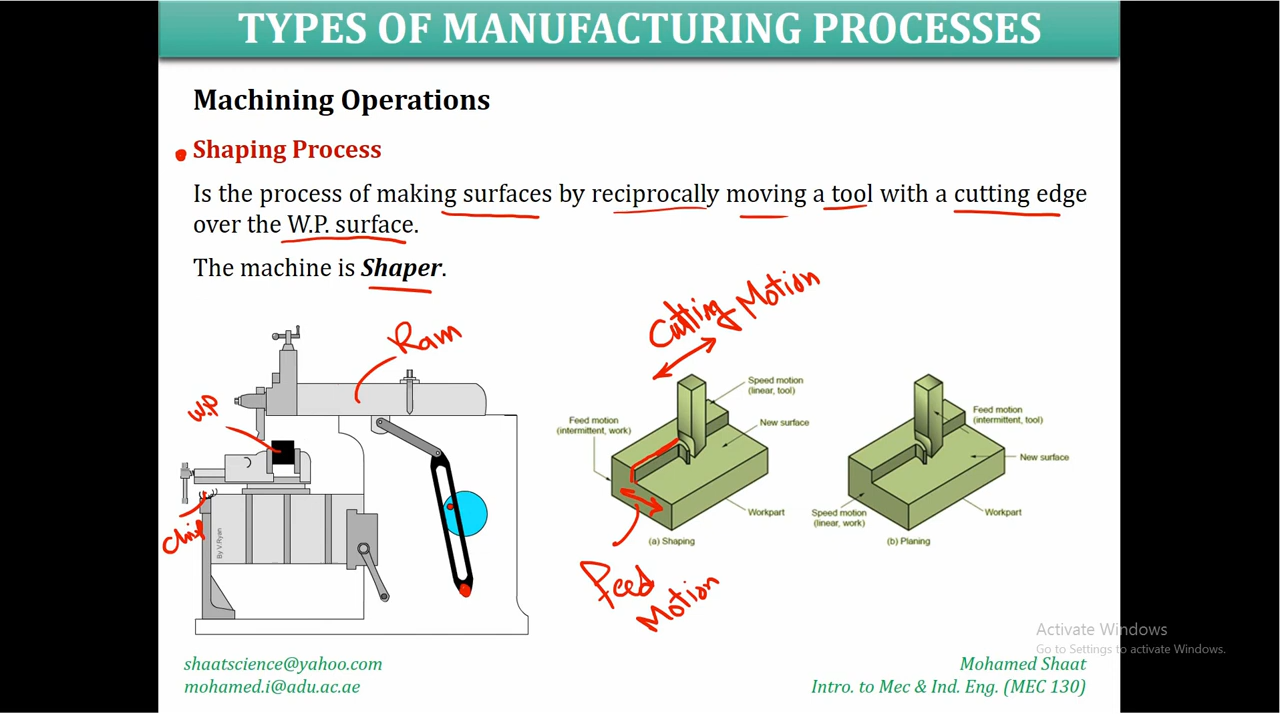 TYPES OF MANUFACTURING PROCESSES
Machining Operations
Shaping Process
Is the process of making surfaces by reciprocally moving a tool with a cutting edge
over the W.P. surface.
The machine is Shaper.
Ram
W.P
Chip
By V.Ryan
Cutting Motion
Speed motion
(linear, tool)
Feed motion
(intermittent, work)
New surface
Workpart
(a) Shaping
Feed
Motion
Feed motion
(intermittent, tool)
New surface
Speed motion
(linear, work)
Workpart
(b) Planing
Activate Windows
Go to Settings to activate Windows.
shaatscience@yahoo.com
mohamed.i@adu.ac.ae
Mohamed Shaat
Intro. to Mec & Ind. Eng. (MEC 130)